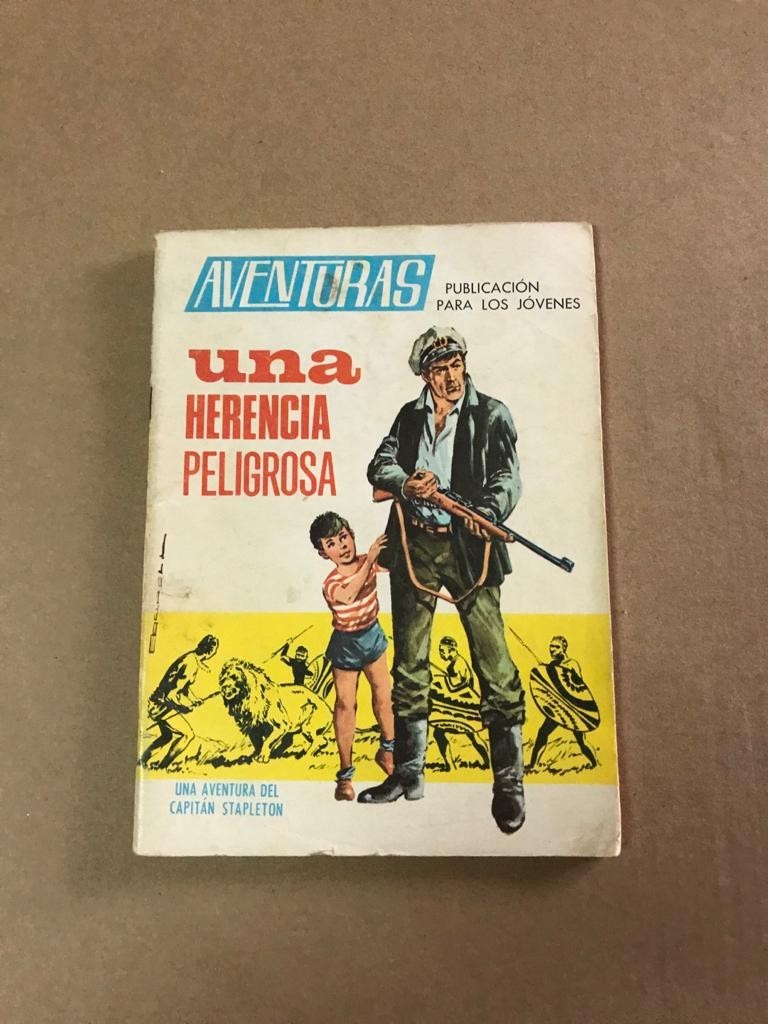 AVENTURAS
PUBLICACIÓN
PARA LOS JÓVENES
una
HERENCIA
PELIGROSA
UNA AVENTURA DEL
CAPITÁN STAPLETON